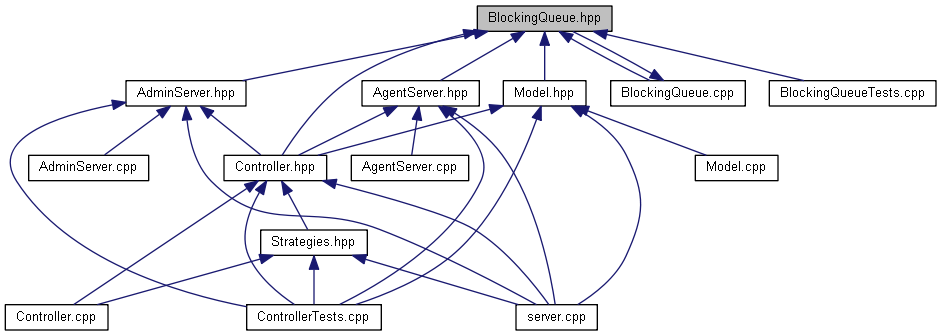 BlockingQueue.hpp
AdminServer.hpp
AgentServer.hpp
Model.hpp
BlockingQueue.cpp
BlockingQueueTests.cpp
AdminServer.cpp
Controller.hpp
AgentServer.cpp
Model.cpp
Strategies.hpp
Controller.cpp
ControllerTests.cpp
server.cpp